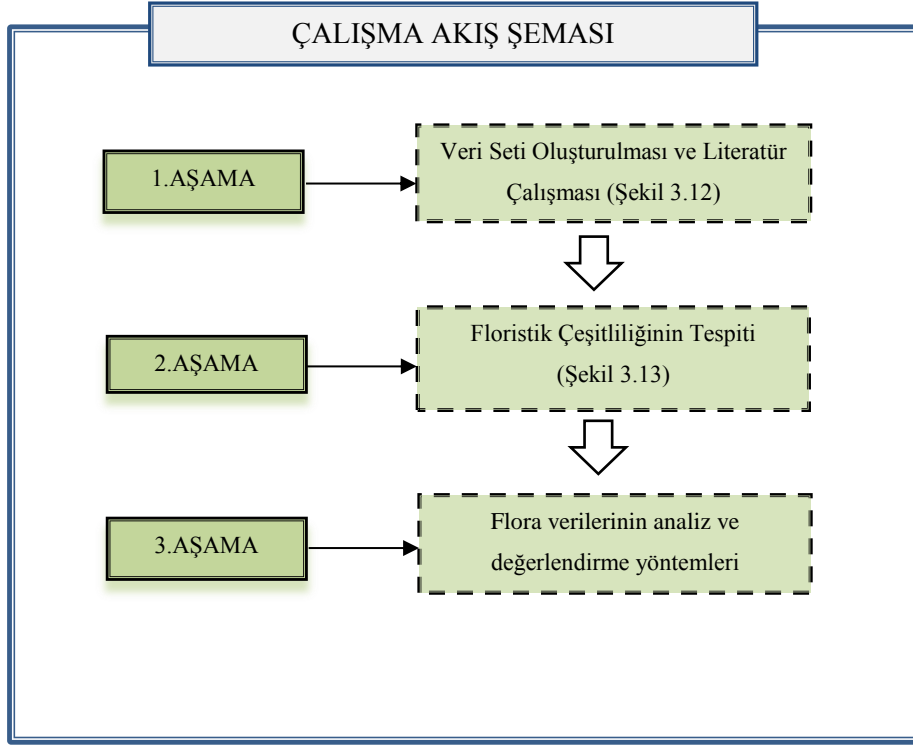 ÇALIŞMA AKIŞ ŞEMASI
1.AŞAMA
Veri Seti Oluşturulması ve Literatür
Çalışması (Şekil 3.12)
2.AŞAMA
Floristik Çeşitliliğinin Tespiti
(Şekil 3.13)
3.AŞAMA
Flora verilerinin analiz ve
değerlendirme yöntemleri